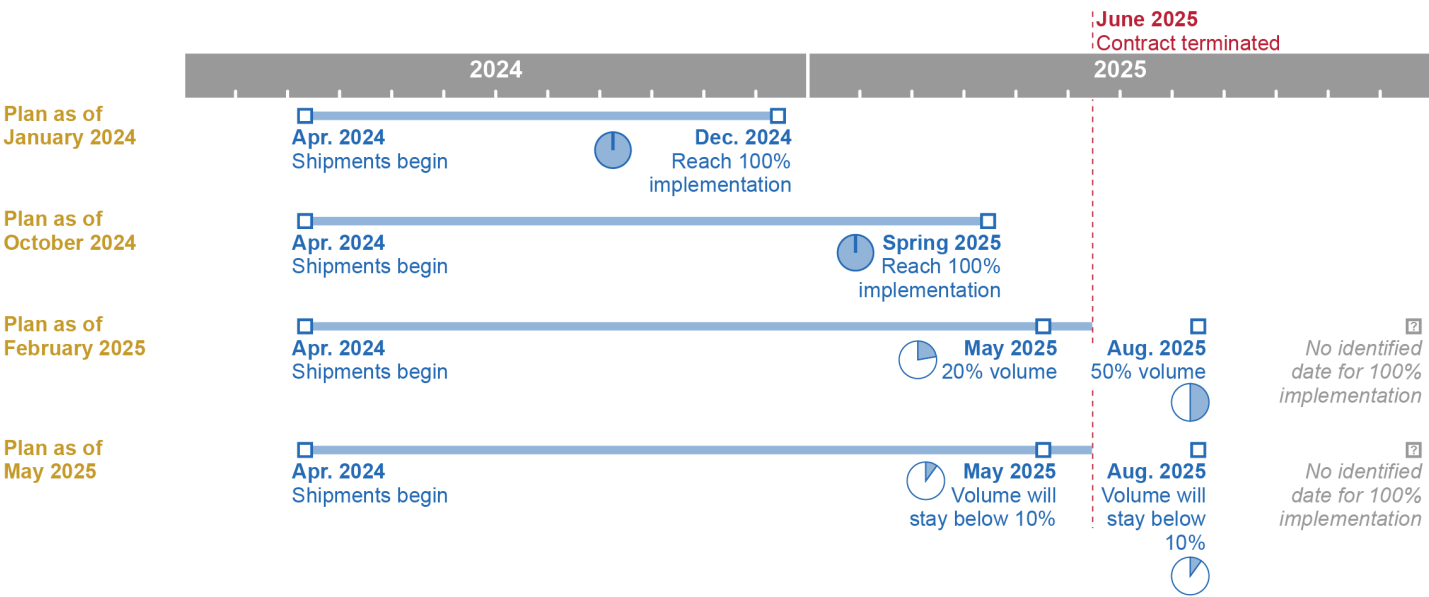 June 2025
Contract terminated
2024
2025
Plan as of
January 2024
Apr. 2024
Shipments begin
Dec. 2024
Reach 100%
implementation
Plan as of
October 2024
Apr. 2024
Shipments begin
Spring 2025
Reach 100%
implementation
Plan as of
February 2025
Apr. 2024
Shipments begin
May 2025
20% volume
Aug. 2025
50% volume
?
No identified
date for 100%
implementation
Plan as of
May 2025
Apr. 2024
Shipments begin
May 2025
Volume will
stay below 10%
Aug. 2025
Volume will
stay below
10%
?
No identified
date for 100%
implementation